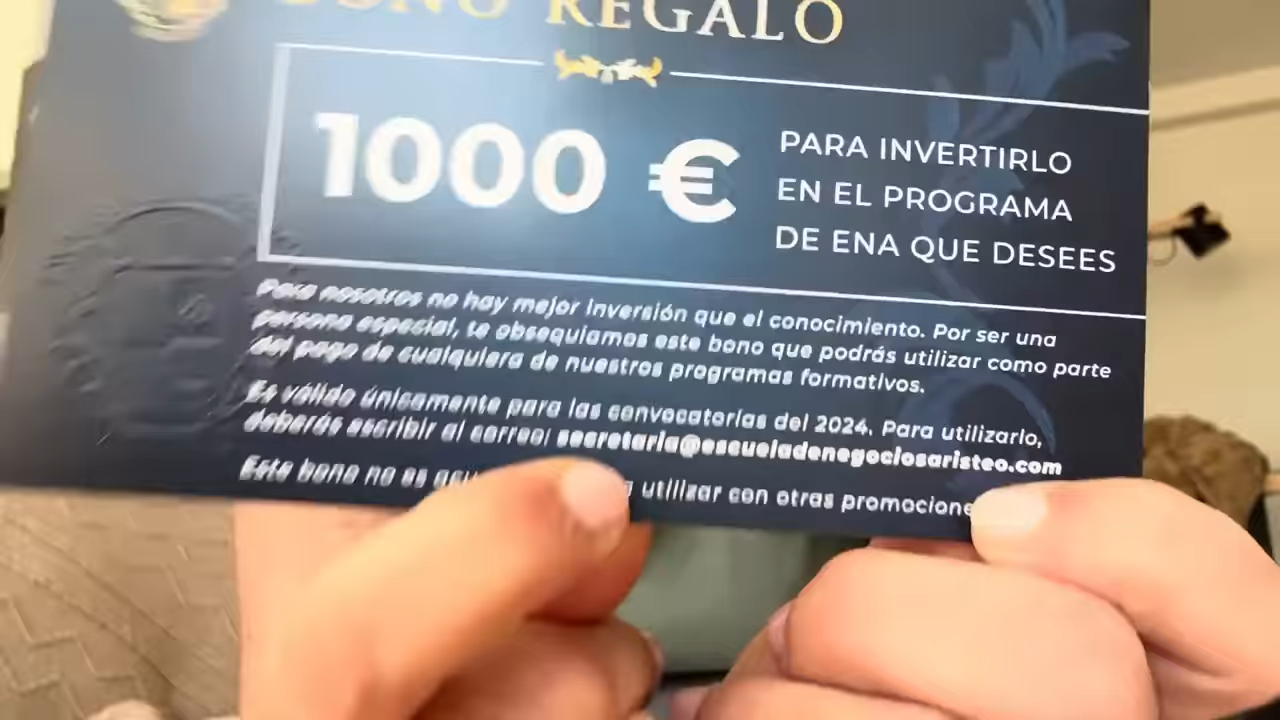 BONO REGALO
1000 €
PARA INVERTIRLO
EN EL PROGRAMA
DE ENA QUE DESEES
Para nosotros no hay mejor inversión que el conocimiento. Por ser una
persona especial, te obsequiamos este bono que podrás utilizar como parte
del pago de cualquiera de nuestros programas formativos.
Es válido únicamente para las convocatorias del 2024. Para utilizarlo,
deberás escribir al correo secretaria@escueladenegociosaristeo.com
Este bono no es utilizar con otras